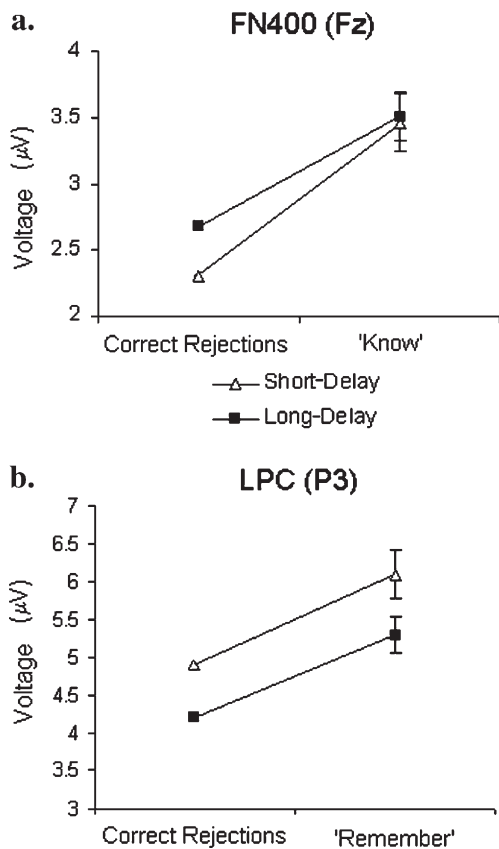 a.
FN400 (Fz)
4
3.5
3
2.5
2
Voltage (µV)
Correct Rejections 'Know'
Short-Delay
Long-Delay
b.
LPC (P3)
7
6.5
6
5.5
5
4.5
4
3.5
3
Voltage (µV)
Correct Rejections 'Remember'